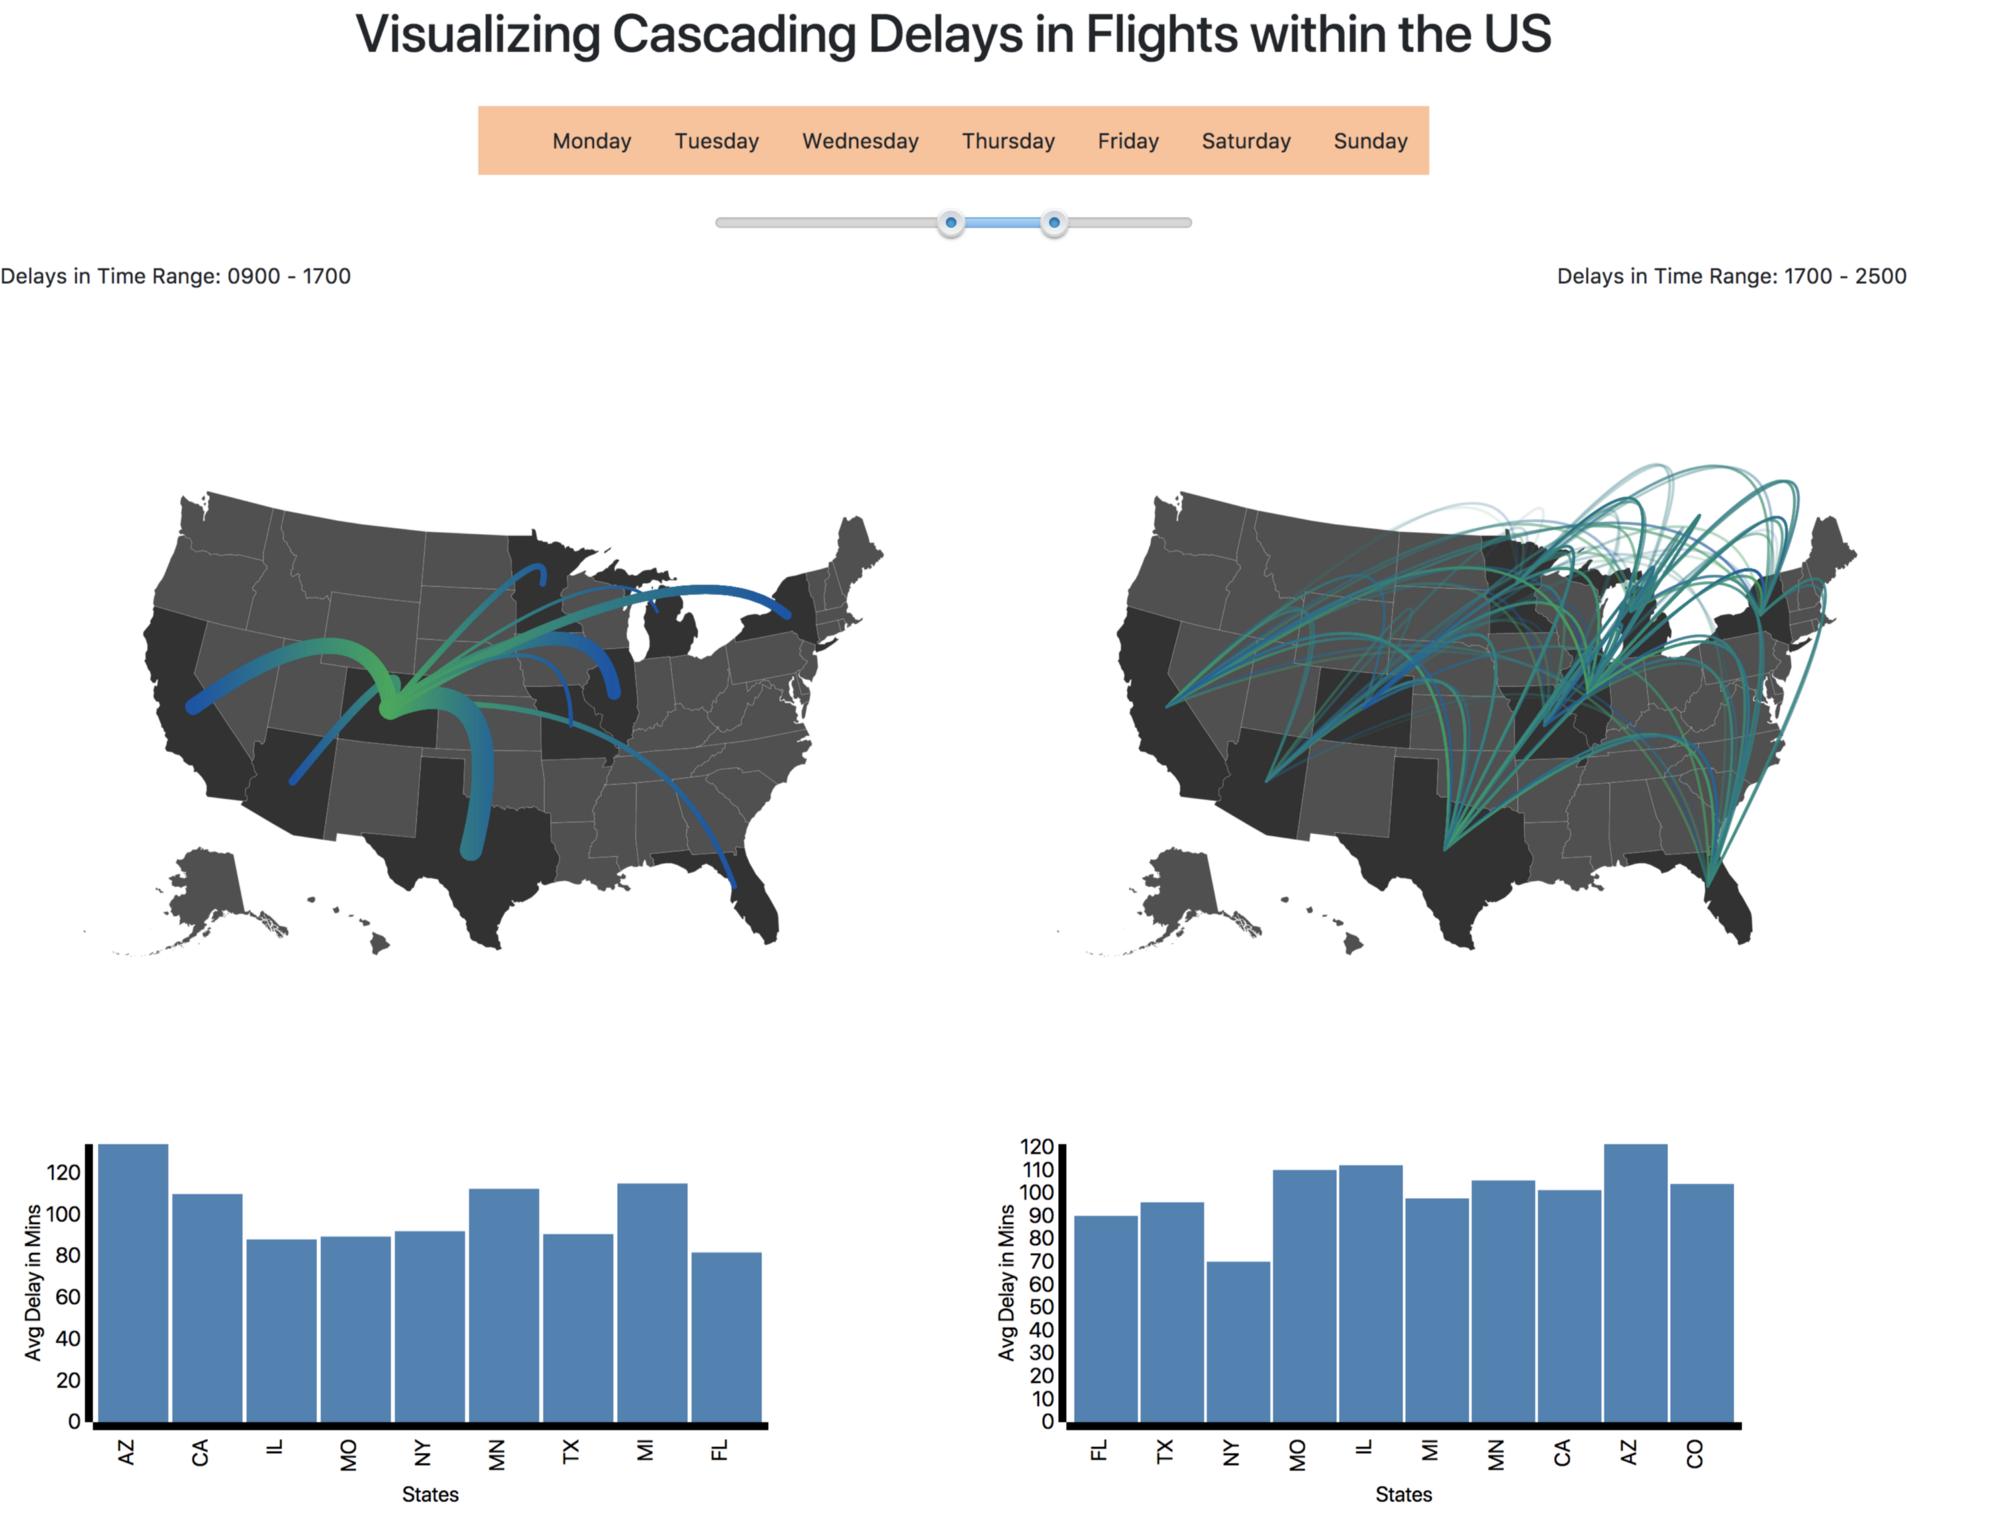 Visualizing Cascading Delays in Flights within the US
Monday Tuesday Wednesday Thursday Friday Saturday Sunday
Delays in Time Range: 0900 - 1700
Delays in Time Range: 1700 - 2500
Avg Delay in Mins
120
100
80
60
40
20
0
AZ CA IL MO NY MN TX MI FL
States
Avg Delay in Mins
120
110
100
90
80
70
60
50
40
30
20
10
0
FL TX NY MO IL MI MN CA AZ CO
States